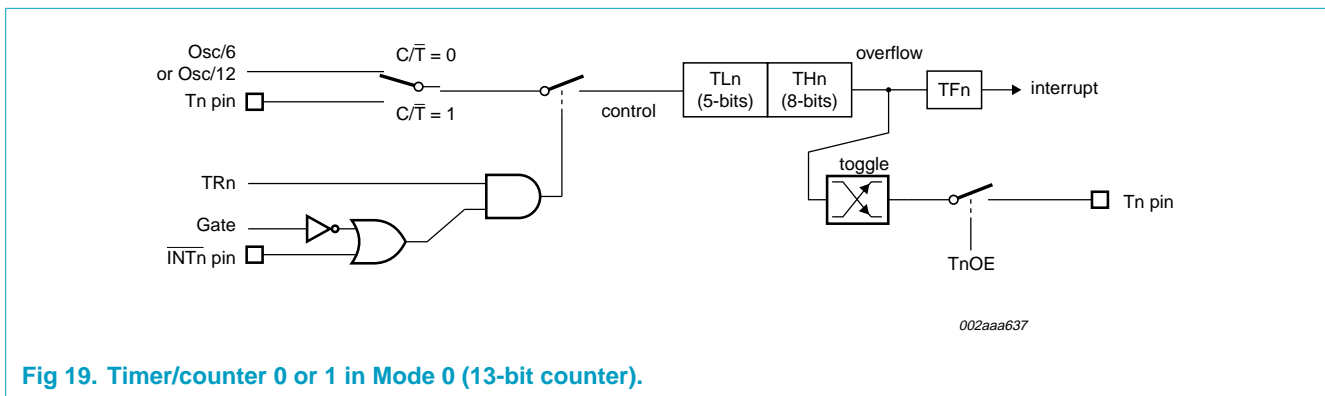 Osc/6
or Osc/12
C/T̅ = 0
Tn pin
C/T̅ = 1
control
TLn
(5-bits)
THn
(8-bits)
overflow
TFn
interrupt
toggle
Tn pin
TnOE
TRn
Gate
I̅N̅T̅n̅ pin
002aaa637
Fig 19. Timer/counter 0 or 1 in Mode 0 (13-bit counter).